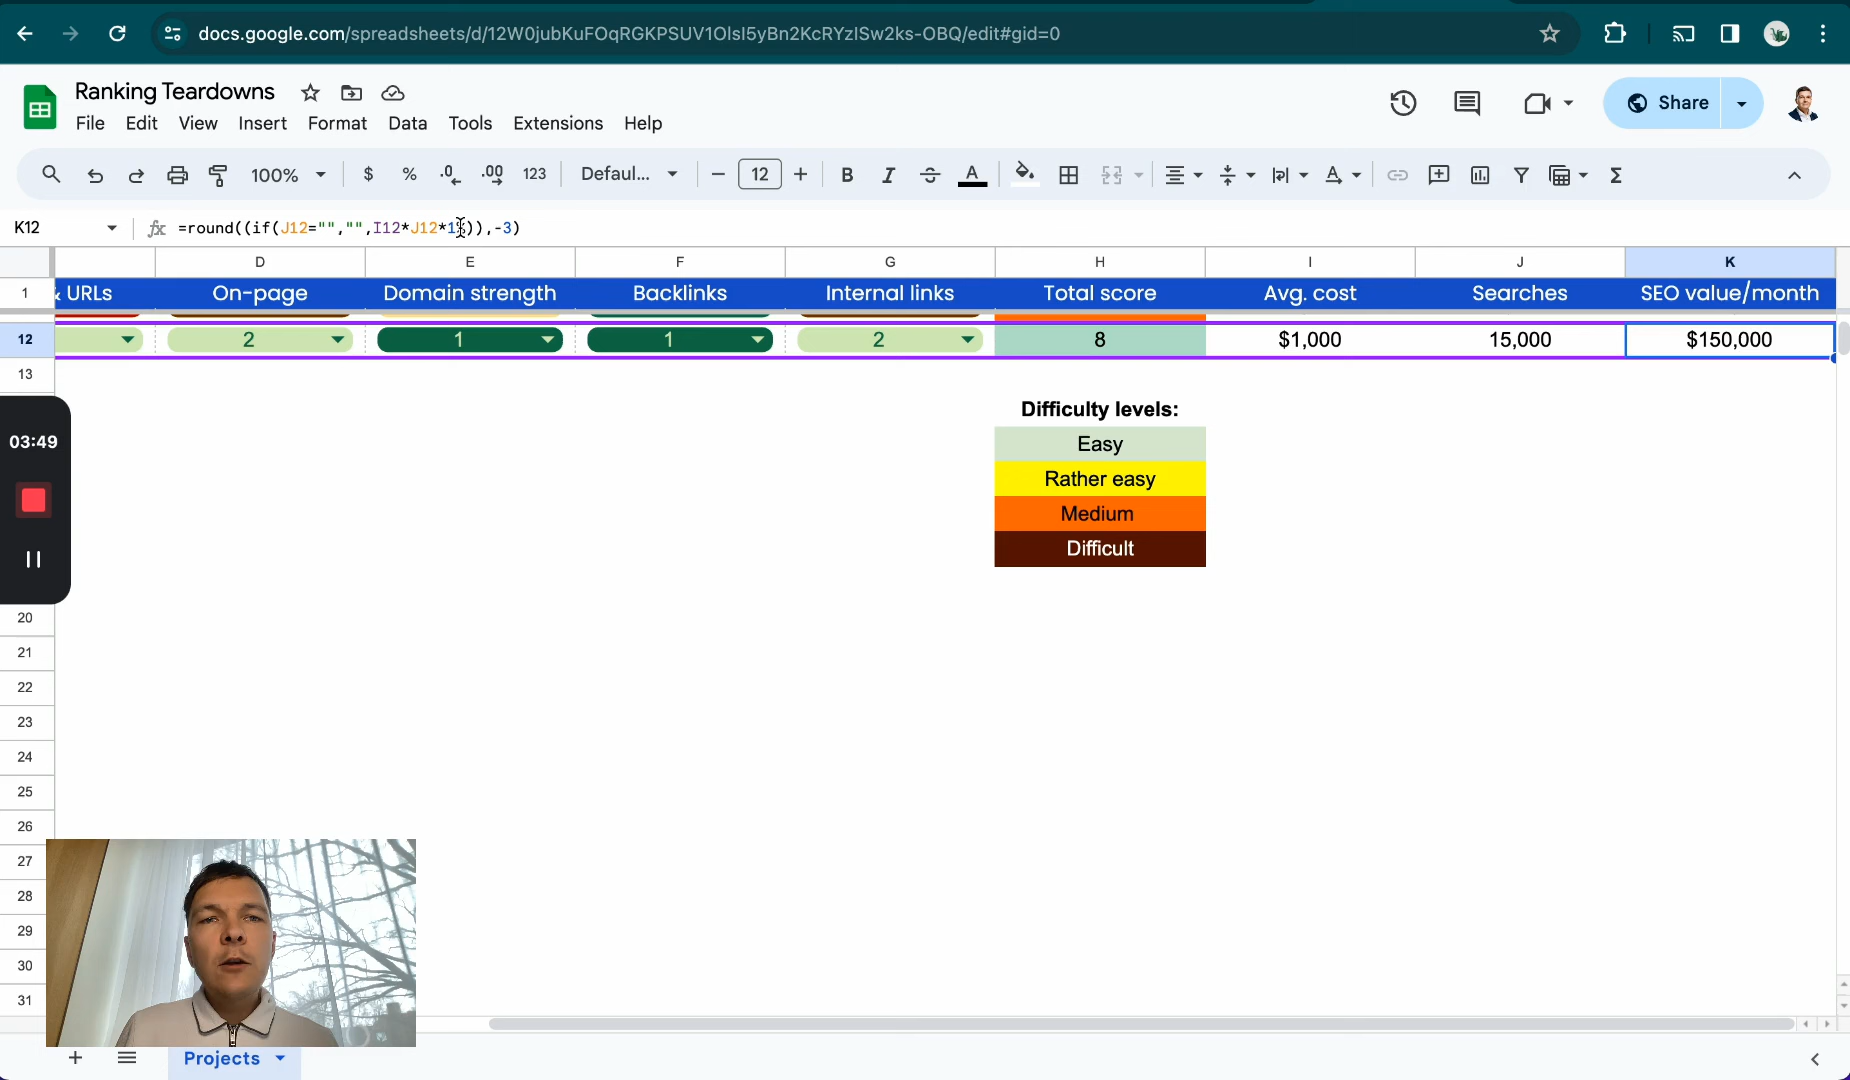 docs.google.com/spreadsheets/d/12W0jubKuFOqRGKPSUV1OlsI5yBn2KcRYzISw2ks-OBQ/edit#gid=0
Ranking Teardowns
File Edit View Insert Format Data Tools Extensions Help
Share
100% $ % .0 .00 123 Defaul... 12 B I A
K12 fx =round((if(J12="","",I12*J12*1 )),-3)
D E F G H I J K
1 & URLs On-page Domain strength Backlinks Internal links Total score Avg. cost Searches SEO value/month
12 2 1 1 2 8 $1,000 15,000 $150,000
13
Difficulty levels:
Easy
Rather easy
Medium
Difficult
03:49
20
21
22
23
24
25
26
27
28
29
30
31
Projects